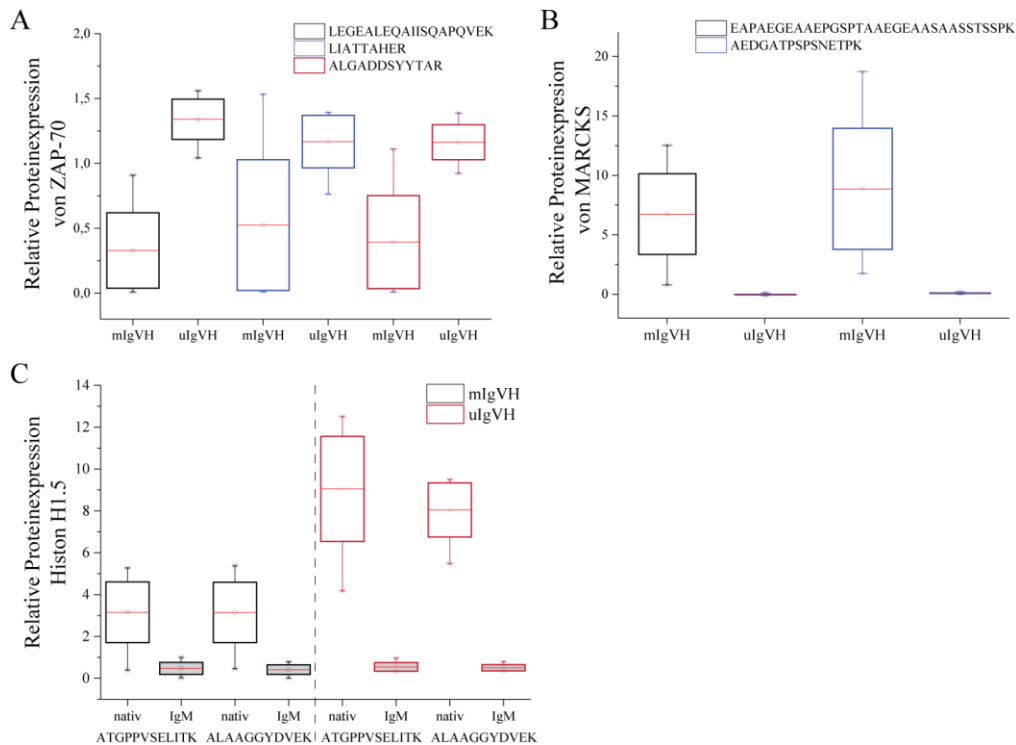 A
Relative Proteinexpression
von ZAP-70
2,0
1,5
1,0
0,5
0,0
LEGEALEQAIISQAPQVEK
LIATTAHER
ALGADDSYYTAR
mIgVH uIgVH mIgVH uIgVH mIgVH uIgVH
B
Relative Proteinexpresion
von MARCKS
20
15
10
5
0
EAPAEGEAAEPGSPTAAEGEAASAASSTSSPK
AEDGATPSPSNETPK
mIgVH uIgVH mIgVH uIgVH
C
Relative Proteinexpression
Histon H1.5
14
12
10
8
6
4
2
0
mIgVH
uIgVH
nativ IgM nativ IgM nativ IgM nativ IgM
ATGPPVSELITK ALAAGGYDVEK ATGPPVSELITK ALAAGGYDVEK